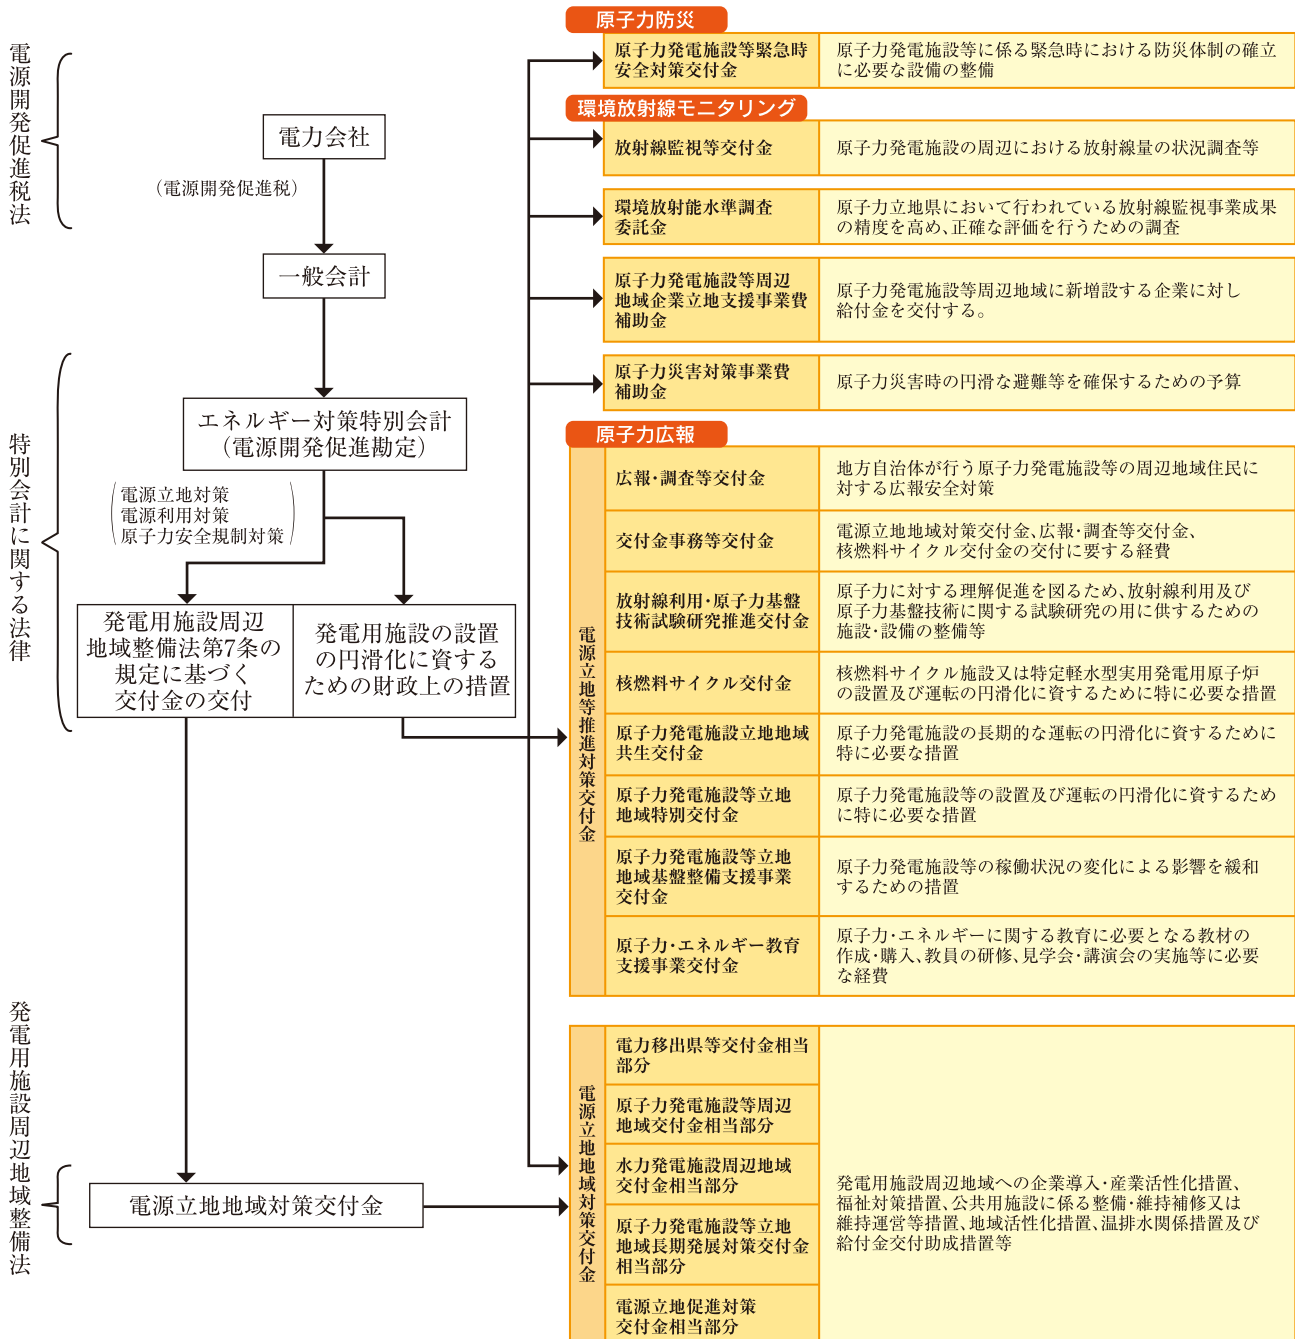 電源開発促進税法
電力会社
（電源開発促進税）
一般会計
特別会計に関する法律
エネルギー対策特別会計
（電源開発促進勘定）
電源立地対策
電源利用対策
原子力安全規制対策
発電用施設周辺
地域整備法第7条の
規定に基づく
交付金の交付
発電用施設の設置
の円滑化に資する
ための財政上の措置
発電用施設周辺地域整備法
電源立地地域対策交付金
原子力防災
原子力発電施設等緊急時
安全対策交付金
原子力発電施設等に係る緊急時における防災体制の確立
に必要な設備の整備
環境放射線モニタリング
放射線監視等交付金
原子力発電施設の周辺における放射線量の状況調査等
環境放射能水準調査
委託金
原子力立地県において行われている放射線監視事業成果
の精度を高め、正確な評価を行うための調査
原子力発電施設等周辺
地域企業立地支援事業費
補助金
原子力発電施設等周辺地域に新増設する企業に対し
給付金を交付する。
原子力災害対策事業費
補助金
原子力災害時の円滑な避難等を確保するための予算
原子力広報
電源立地等推進対策交付金
広報・調査等交付金
地方自治体が行う原子力発電施設等の周辺地域住民に
対する広報安全対策
交付金事務等交付金
電源立地地域対策交付金、広報・調査等交付金、
核燃料サイクル交付金の交付に要する経費
放射線利用・原子力基盤
技術試験研究推進交付金
原子力に対する理解促進を図るため、放射線利用及び
原子力基盤技術に関する試験研究の用に供するための
施設・設備の整備等
核燃料サイクル交付金
核燃料サイクル施設又は特定軽水型実用発電用原子炉
の設置及び運転の円滑化に資するために特に必要な措置
原子力発電施設立地地域
共生交付金
原子力発電施設の長期的な運転の円滑化に資するために
特に必要な措置
原子力発電施設等立地
地域特別交付金
原子力発電施設等の設置及び運転の円滑化に資するため
に特に必要な措置
原子力発電施設等立地
地域基盤整備支援事業
交付金
原子力発電施設等の稼働状況の変化による影響を緩和
するための措置
原子力・エネルギー教育
支援事業交付金
原子力・エネルギーに関する教育に必要となる教材の
作成・購入、教員の研修、見学会・講演会の実施等に必要
な経費
電源立地地域対策交付金
電力移出県等交付金相当
部分
原子力発電施設等周辺
地域交付金相当部分
水力発電施設周辺地域
交付金相当部分
原子力発電施設等立地
地域長期発展対策交付金
相当部分
電源立地促進対策
交付金相当部分
発電用施設周辺地域への企業導入・産業活性化措置、
福祉対策措置、公共用施設に係る整備・維持補修又は
維持運営等措置、地域活性化措置、温排水関係措置及び
給付金交付助成措置等